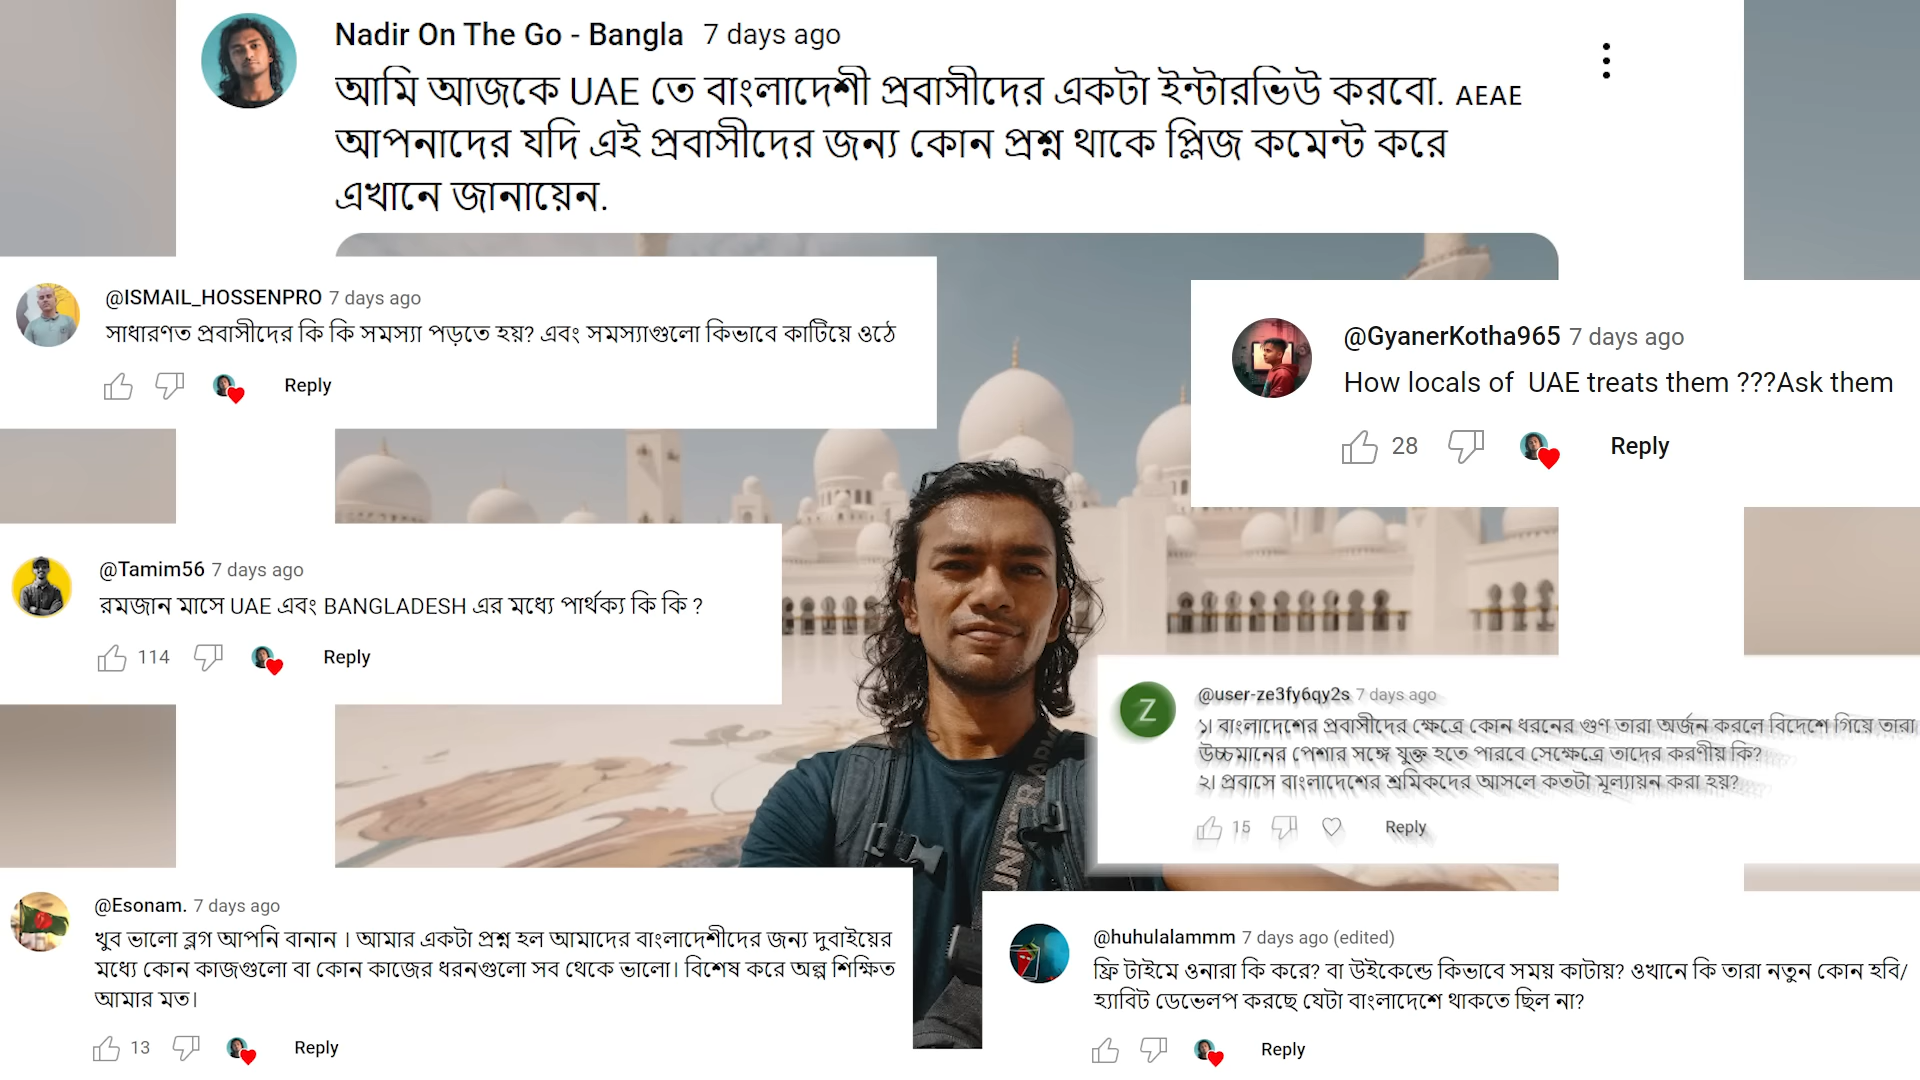 Nadir On The Go - Bangla 7 days ago
আমি আজকে UAE তে বাংলাদেশী প্রবাসীদের একটা ইন্টারভিউ করবো. AEAE
আপনাদের যদি এই প্রবাসীদের জন্য কোন প্রশ্ন থাকে প্লিজ কমেন্ট করে
এখানে জানায়েন.
@ISMAIL_HOSSENPRO 7 days ago
সাধারণত প্রবাসীদের কি কি সমস্যা পড়তে হয়? এবং সমস্যাগুলো কিভাবে কাটিয়ে ওঠে
Reply
@GyanerKotha965 7 days ago
How locals of UAE treats them ???Ask them
28 Reply
@Tamim56 7 days ago
রমজান মাসে UAE এবং BANGLADESH এর মধ্যে পার্থক্য কি কি ?
114 Reply
@user-ze3fy6qy2s 7 days ago
১। বাংলাদেশের প্রবাসীদের ক্ষেত্রে কোন ধরনের গুণ তারা অর্জন করলে বিদেশে গিয়ে তারা
উচ্চমানের পেশার সঙ্গে যুক্ত হতে পারবে সেক্ষেত্রে তাদের করণীয় কি?
২। প্রবাসে বাংলাদেশের শ্রমিকদের আসলে কতটা মূল্যায়ন করা হয়?
15 Reply
@Esonam. 7 days ago
খুব ভালো ব্লগ আপনি বানান । আমার একটা প্রশ্ন হল আমাদের বাংলাদেশীদের জন্য দুবাইয়ের
মধ্যে কোন কাজগুলো বা কোন কাজের ধরনগুলো সব থেকে ভালো। বিশেষ করে অল্প শিক্ষিত
আমার মত।
13 Reply
@huhulalammm 7 days ago (edited)
ফ্রি টাইমে ওনারা কি করে? বা উইকেন্ডে কিভাবে সময় কাটায়? ওখানে কি তারা নতুন কোন হবি/
হ্যাবিট ডেভেলপ করছে যেটা বাংলাদেশে থাকতে ছিল না?
Reply
Z